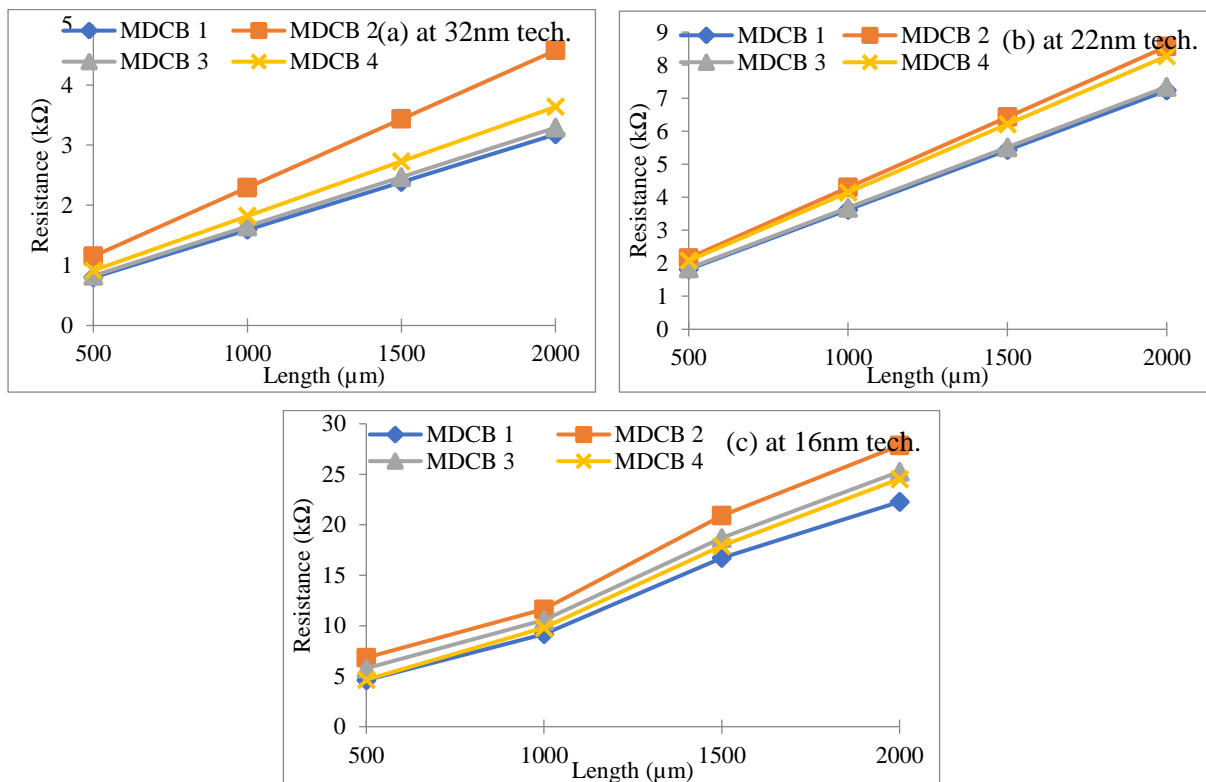 MDCB 1 MDCB 2 (a) at 32nm tech.
MDCB 3 MDCB 4
Resistance (kΩ)
5
4
3
2
1
0
500 1000 1500 2000
Length (µm)
MDCB 1 MDCB 2 (b) at 22nm tech.
MDCB 3 MDCB 4
Resistance (kΩ)
9
8
7
6
5
4
3
2
1
0
500 1000 1500 2000
Length (µm)
MDCB 1 MDCB 2 (c) at 16nm tech.
MDCB 3 MDCB 4
Resistance (kΩ)
30
25
20
15
10
5
0
500 1000 1500 2000
Length (µm)